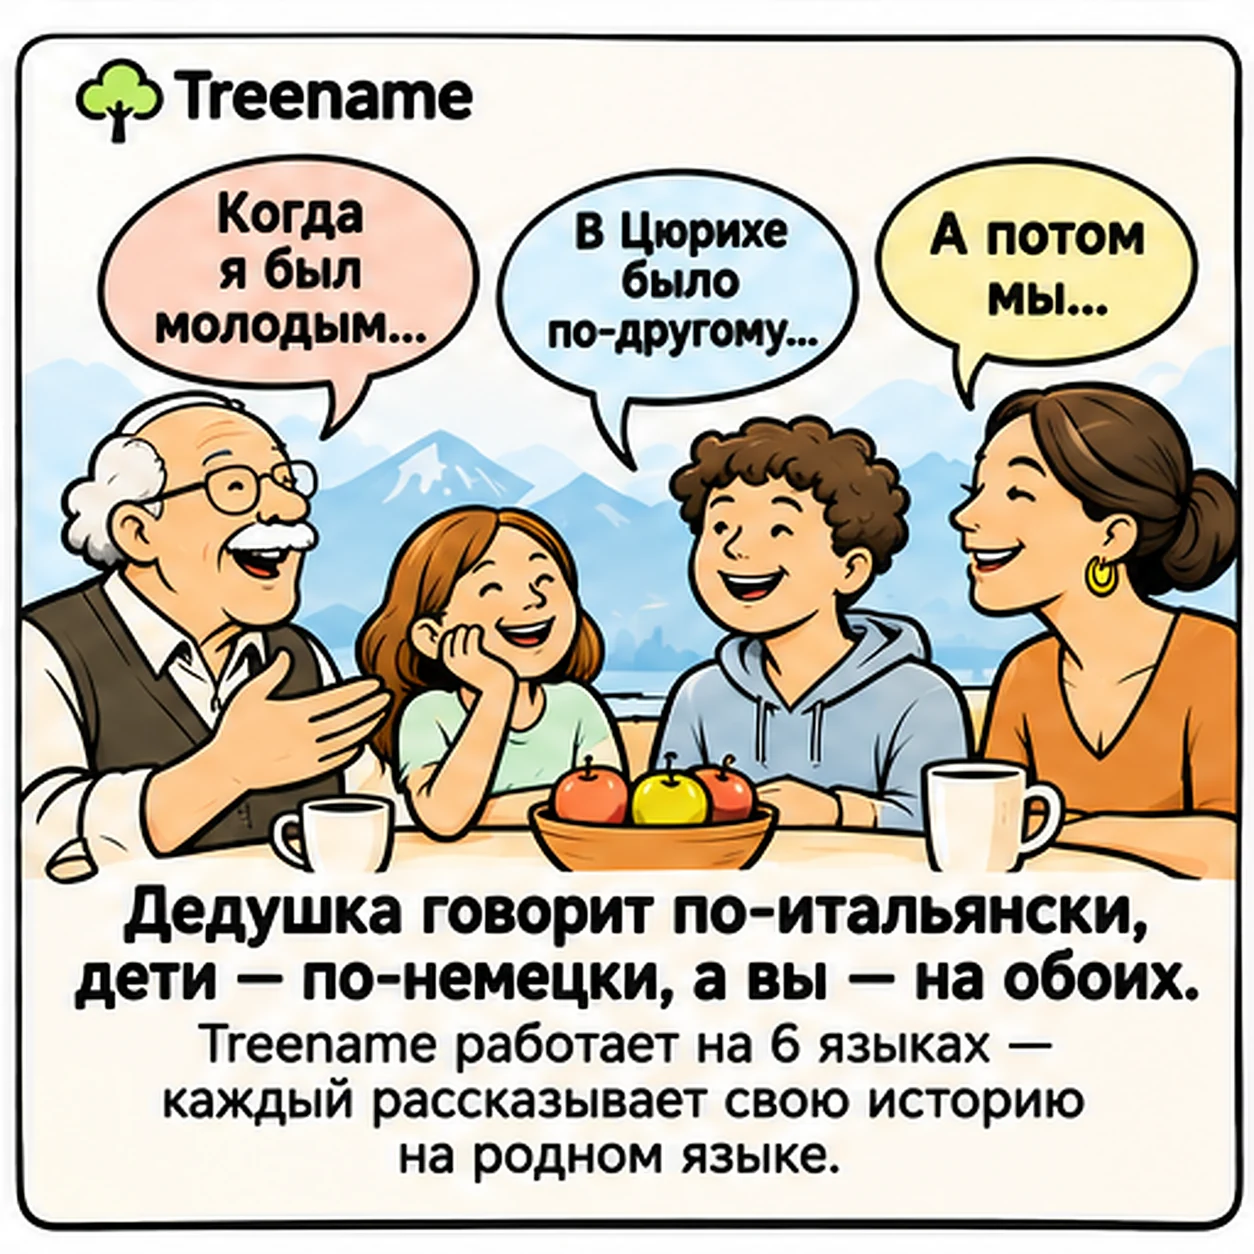 Treename
Когда
я был
молодым...
В Цюрихе
было
по-другому...
А потом
мы...
Дедушка говорит по-итальянски,
дети — по-немецки, а вы — на обоих.
Treename работает на 6 языках —
каждый рассказывает свою историю
на родном языке.